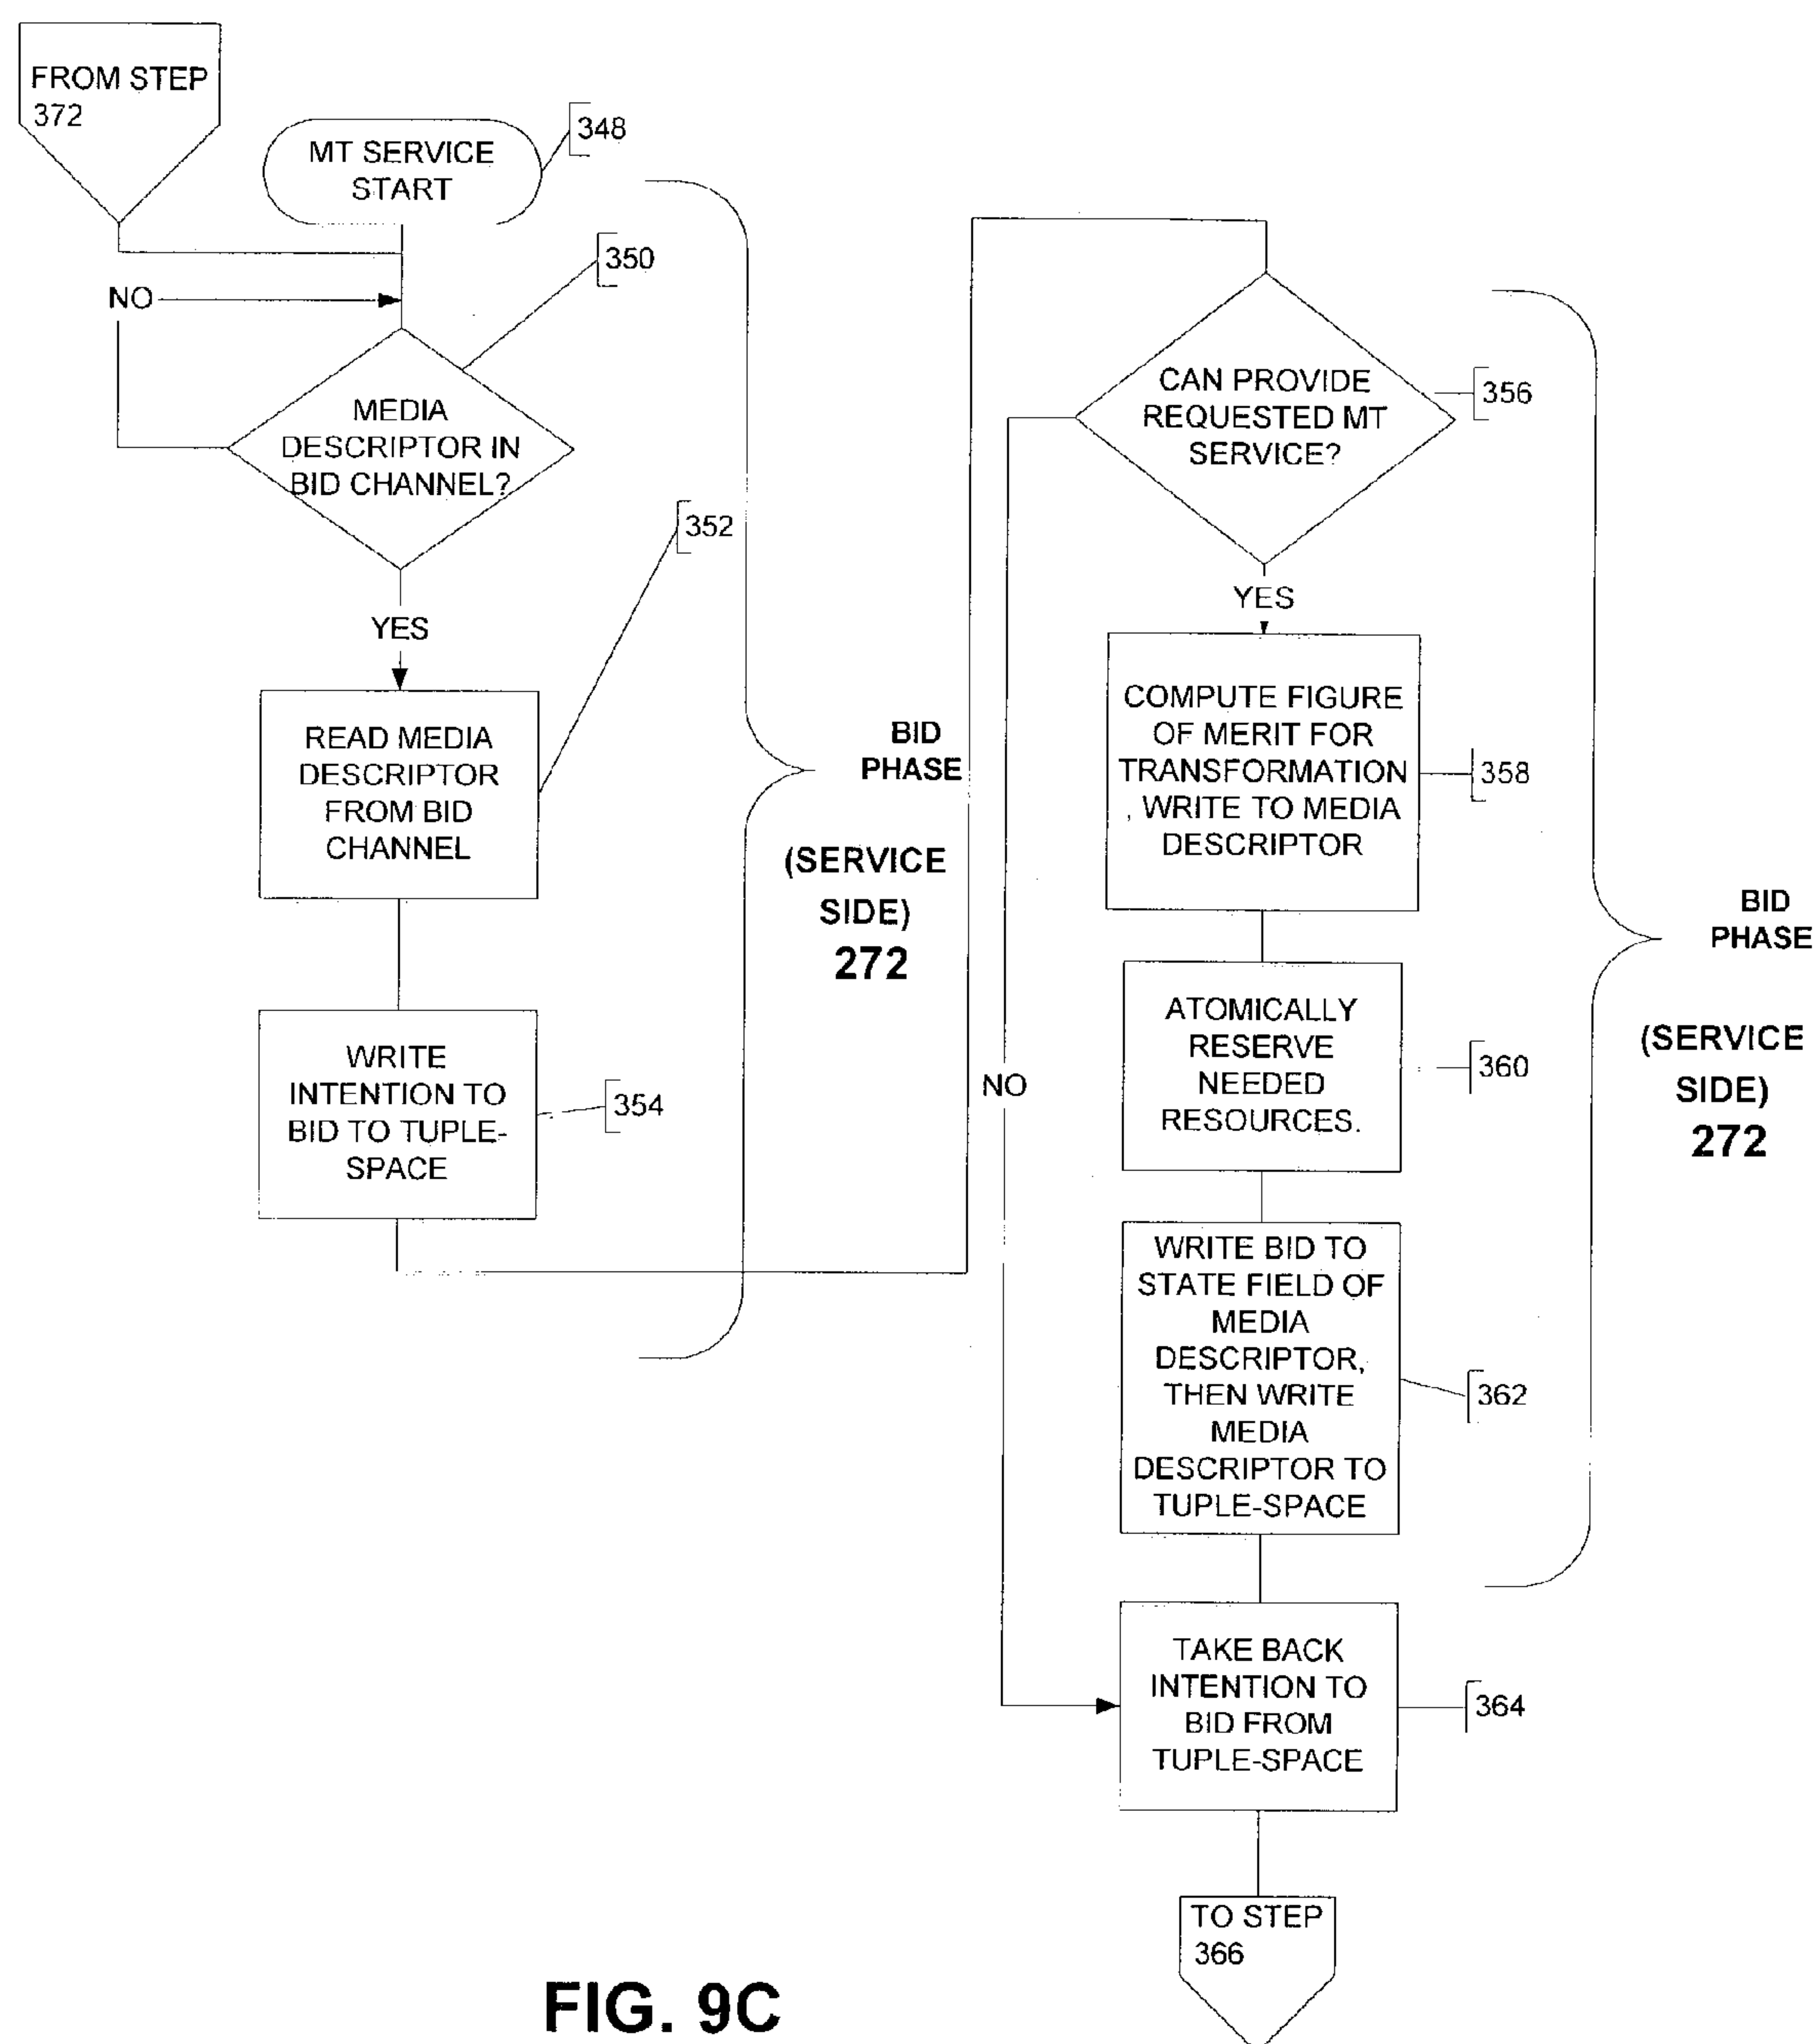 FROM STEP
372
MT SERVICE
START
348
350
NO
MEDIA
DESCRIPTOR IN
BID CHANNEL?
352
YES
READ MEDIA
DESCRIPTOR
FROM BID
CHANNEL
WRITE
INTENTION TO
BID TO TUPLE-
SPACE
354
BID
PHASE
(SERVICE
SIDE)
272
CAN PROVIDE
REQUESTED MT
SERVICE?
356
YES
NO
COMPUTE FIGURE
OF MERIT FOR
TRANSFORMATION
, WRITE TO MEDIA
DESCRIPTOR
358
ATOMICALLY
RESERVE
NEEDED
RESOURCES.
360
WRITE BID TO
STATE FIELD OF
MEDIA
DESCRIPTOR,
THEN WRITE
MEDIA
DESCRIPTOR TO
TUPLE-SPACE
362
BID
PHASE
(SERVICE
SIDE)
272
TAKE BACK
INTENTION TO
BID FROM
TUPLE-SPACE
364
TO STEP
366
FIG. 9C